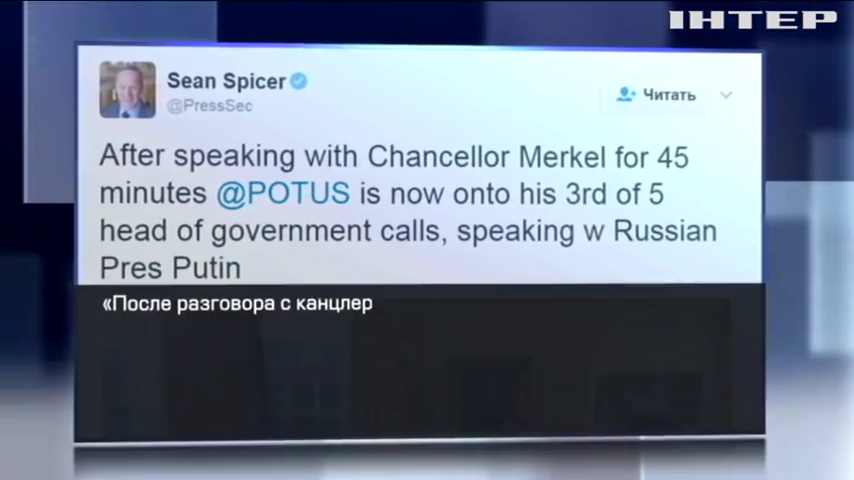 ІНТЕР
Sean Spicer
@PressSec
Читать
After speaking with Chancellor Merkel for 45
minutes @POTUS is now onto his 3rd of 5
head of government calls, speaking w Russian
Pres Putin
«После разговора с канцлер